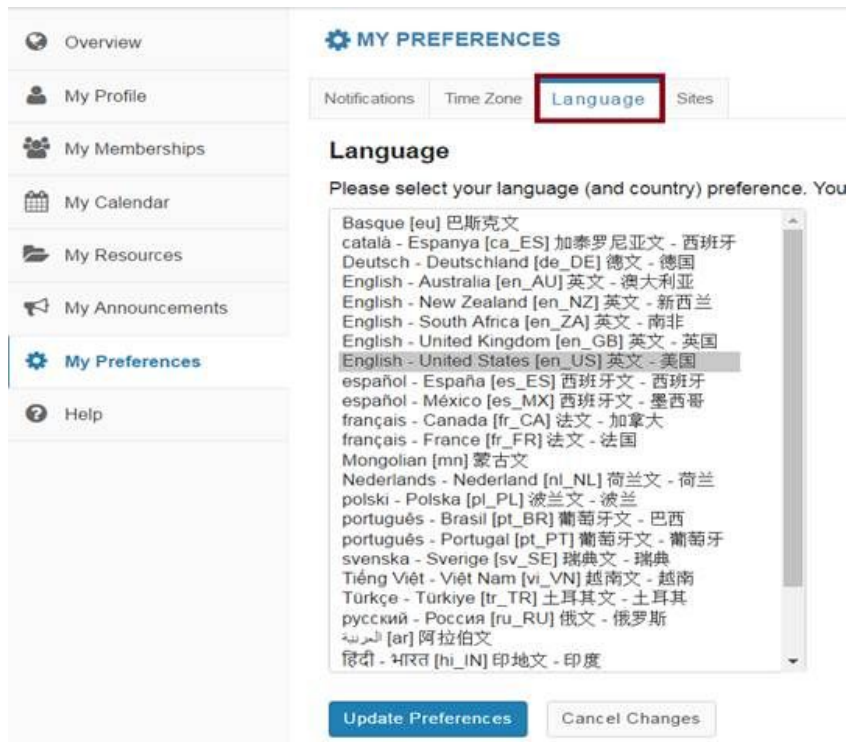 Overview
My Profile
My Memberships
My Calendar
My Resources
My Announcements
My Preferences
Help
MY PREFERENCES
Notifications
Time Zone
Language
Sites
Language
Please select your language (and country) preference. You
Basque [eu] 巴斯克文
català - Espanya [ca_ES] 加泰罗尼亚文 - 西班牙
Deutsch - Deutschland [de_DE] 德文 - 德国
English - Australia [en_AU] 英文 - 澳大利亚
English - New Zealand [en_NZ] 英文 - 新西兰
English - South Africa [en_ZA] 英文 - 南非
English - United Kingdom [en_GB] 英文 - 英国
English - United States [en_US] 英文 - 美国
español - España [es_ES] 西班牙文 - 西班牙
español - México [es_MX] 西班牙文 - 墨西哥
français - Canada [fr_CA] 法文 - 加拿大
français - France [fr_FR] 法文 - 法国
Mongolian [mn] 蒙古文
Nederlands - Nederland [nl_NL] 荷兰文 - 荷兰
polski - Polska [pl_PL] 波兰文 - 波兰
português - Brasil [pt_BR] 葡萄牙文 - 巴西
português - Portugal [pt_PT] 葡萄牙文 - 葡萄牙
svenska - Sverige [sv_SE] 瑞典文 - 瑞典
Tiếng Việt - Việt Nam [vi_VN] 越南文 - 越南
Türkçe - Türkiye [tr_TR] 土耳其文 - 土耳其
русский - Россия [ru_RU] 俄文 - 俄罗斯
العربية [ar] 阿拉伯文
हिंदी - भारत [hi_IN] 印地文 - 印度
Update Preferences
Cancel Changes